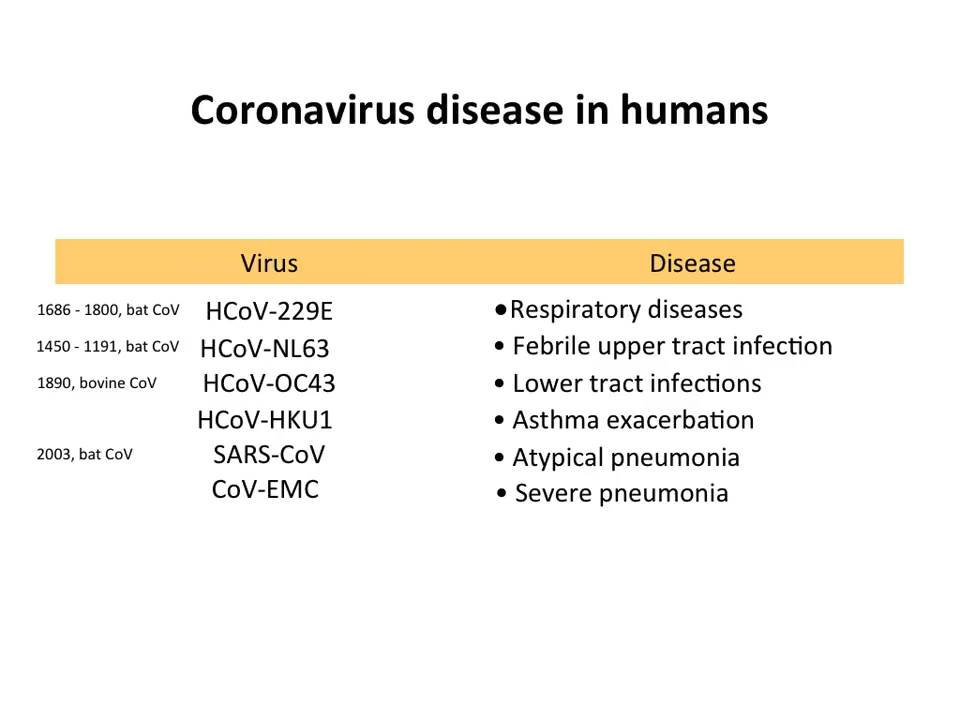 Coronavirus disease in humans
Virus Disease
1686 - 1800, bat CoV HCoV-229E •Respiratory diseases
1450 - 1191, bat CoV HCoV-NL63 • Febrile upper tract infection
1890, bovine CoV HCoV-OC43 • Lower tract infections
HCoV-HKU1 • Asthma exacerbation
2003, bat CoV SARS-CoV • Atypical pneumonia
CoV-EMC • Severe pneumonia